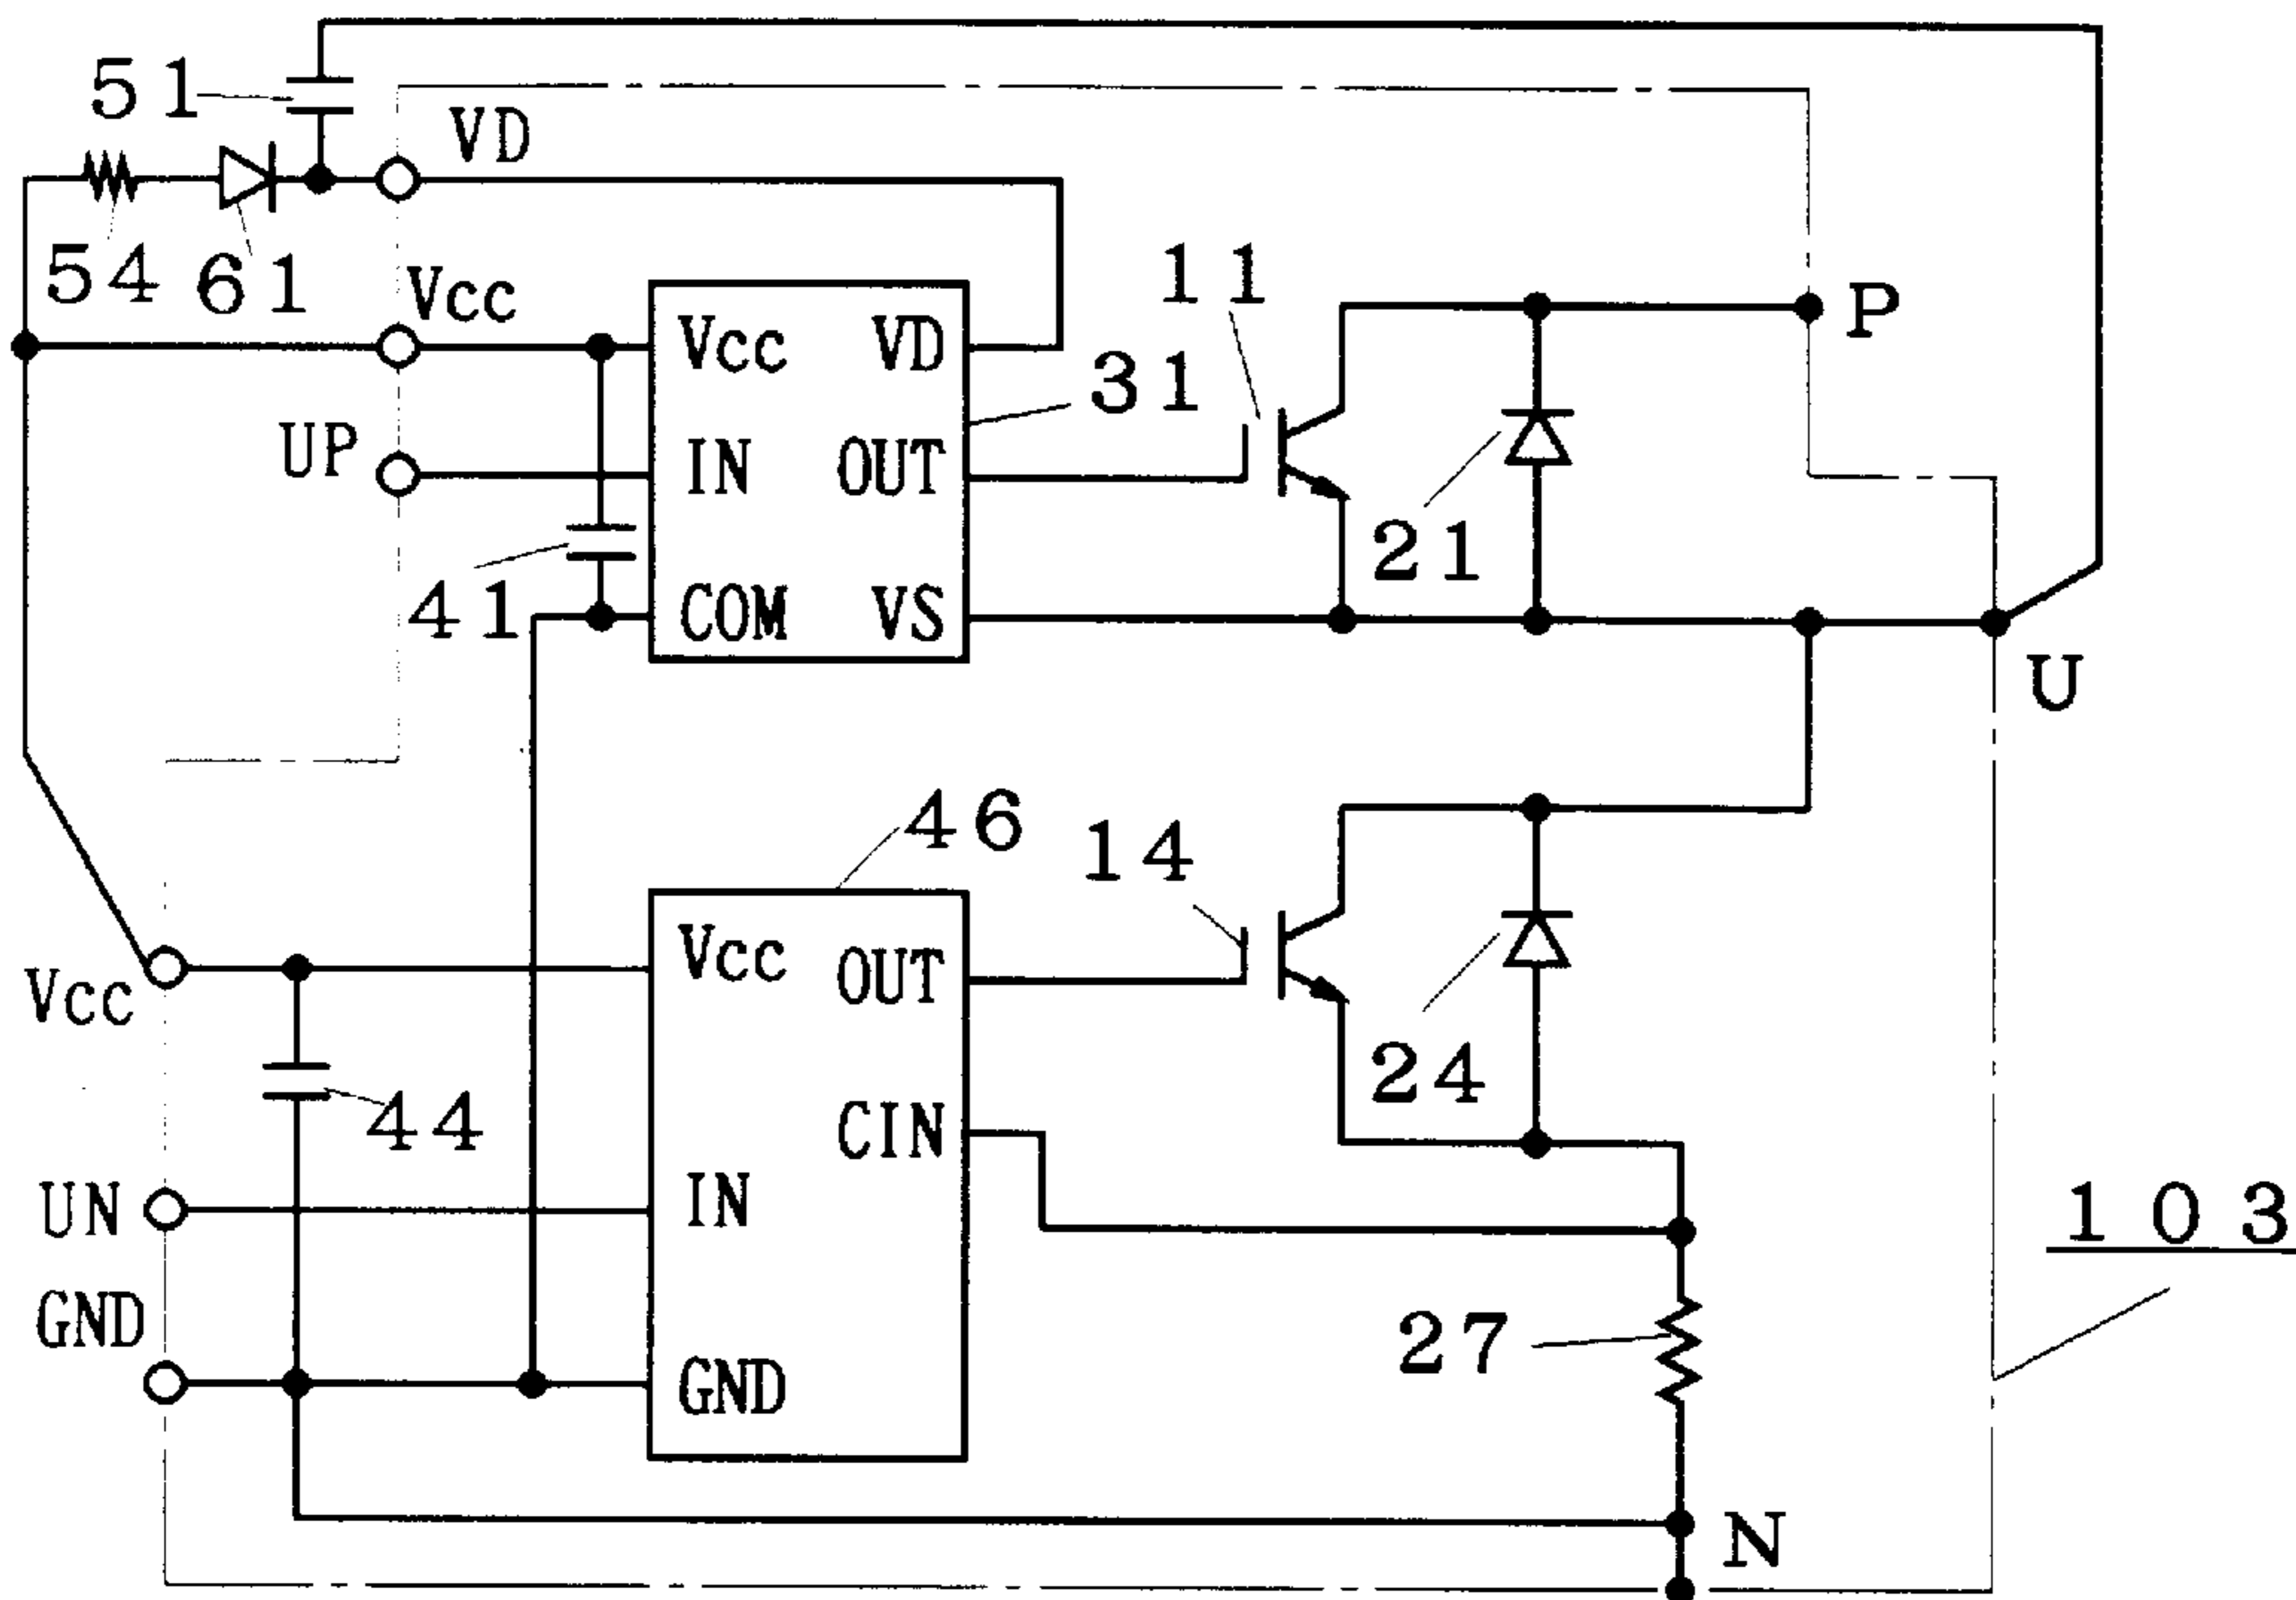 51
VD
54
61
Vcc
11
P
Vcc
VD
31
UP
IN
OUT
21
41
COM
VS
U
46
14
Vcc
OUT
Vcc
24
44
CIN
UN
IN
103
GND
27
GND
N